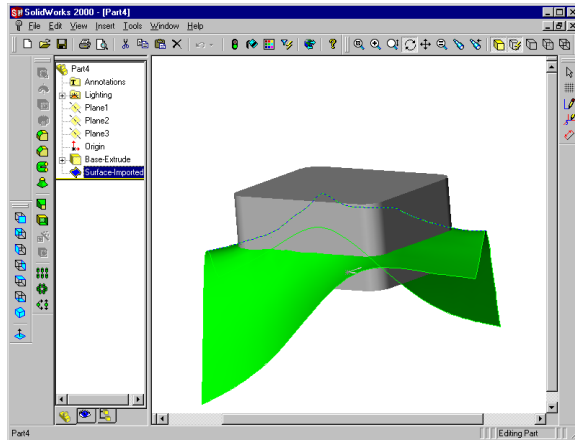 SolidWorks 2000 - [Part4]
File Edit View Insert Tools Window Help
Part4
Annotations
Lighting
Plane1
Plane2
Plane3
Origin
Base-Extrude
Surface-Imported
Part4
Editing Part